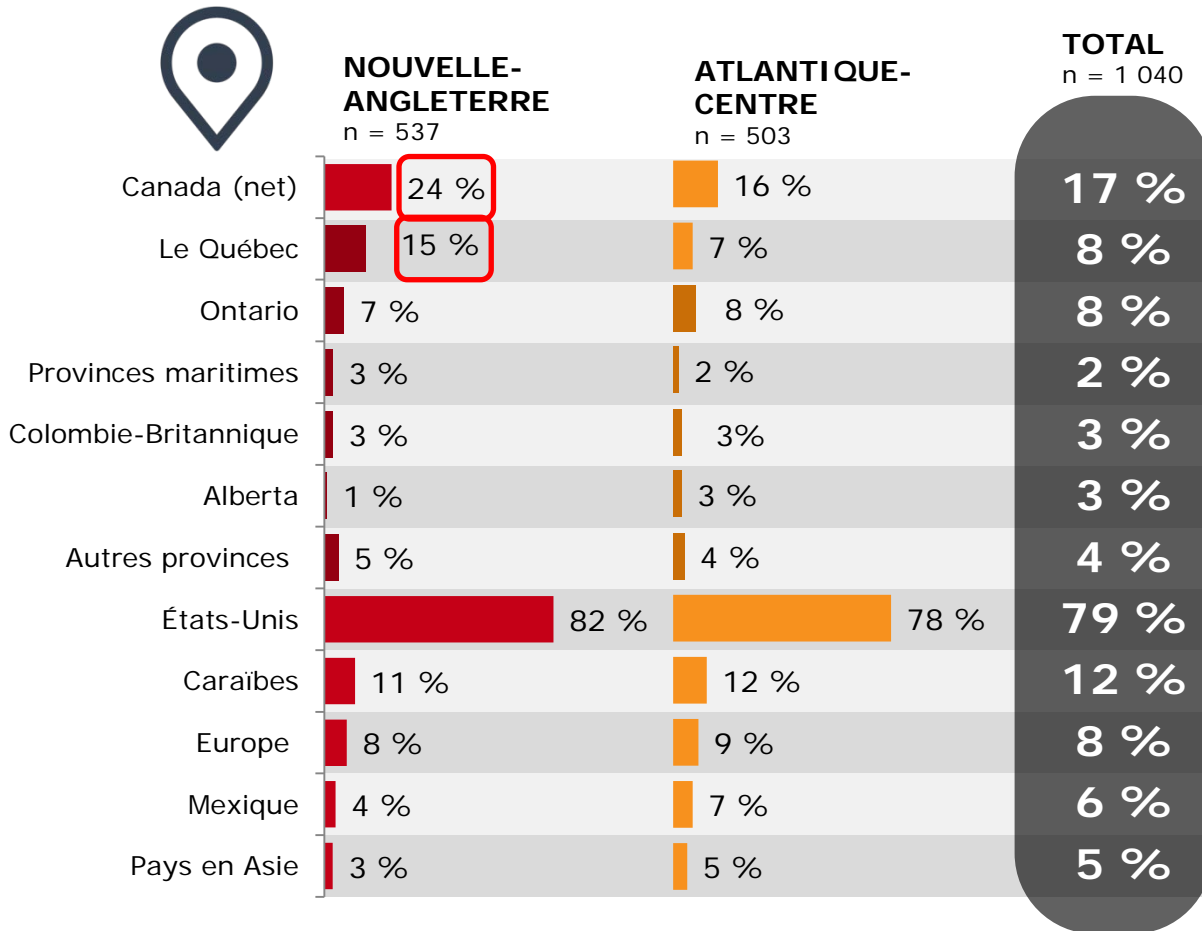 NOUVELLE-
ANGLETERRE
n = 537
ATLANTIQUE-
CENTRE
n = 503
TOTAL
n = 1 040
Canada (net) 24 % 16 % 17 %
Le Québec 15 % 7 % 8 %
Ontario 7 % 8 % 8 %
Provinces maritimes 3 % 2 % 2 %
Colombie-Britannique 3 % 3% 3 %
Alberta 1 % 3 % 3 %
Autres provinces 5 % 4 % 4 %
États-Unis 82 % 78 % 79 %
Caraïbes 11 % 12 % 12 %
Europe 8 % 9 % 8 %
Mexique 4 % 7 % 6 %
Pays en Asie 3 % 5 % 5 %